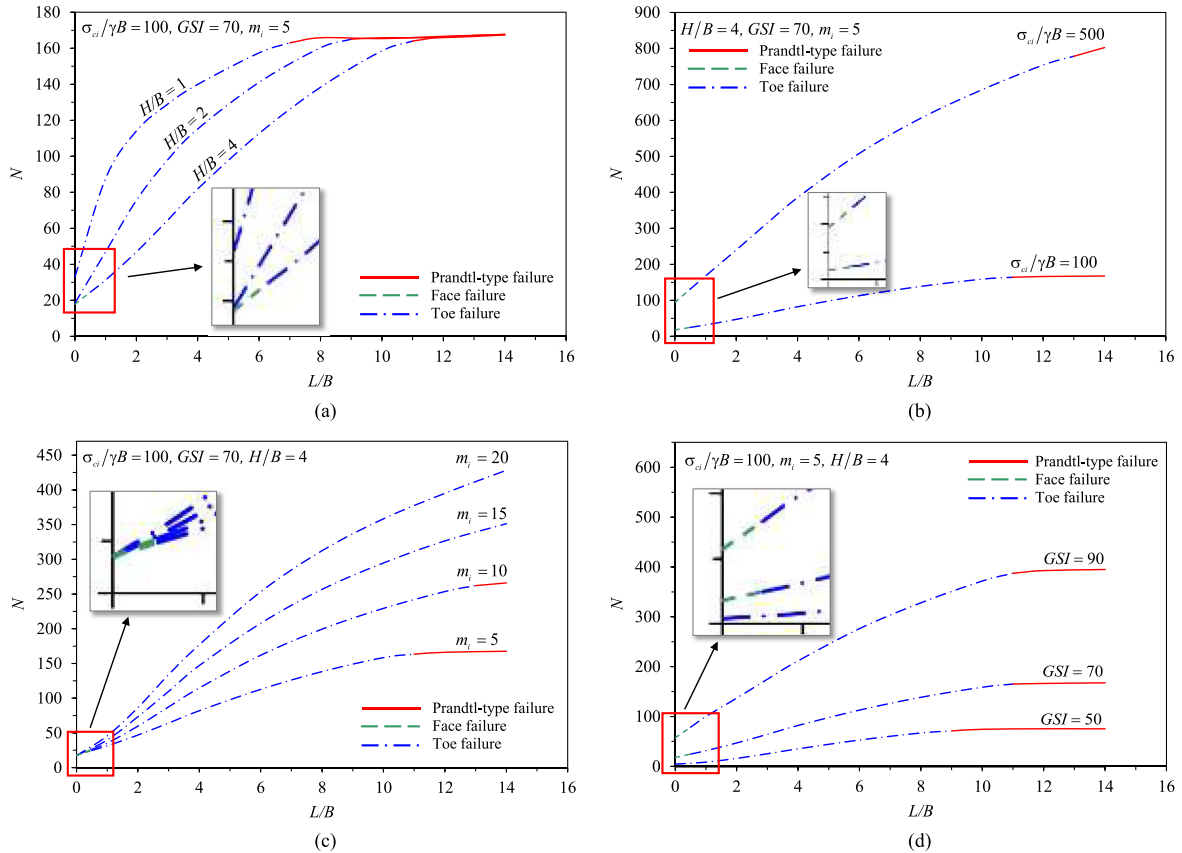 σci/γB = 100, GSI = 70, mi = 5
180
160
140
120
100
80
60
40
20
0
N
H/B = 1
H/B = 2
H/B = 4
Prandtl-type failure
Face failure
Toe failure
0 2 4 6 8 10 12 14 16
L/B
(a)
H/B = 4, GSI = 70, mi = 5
900
800
700
600
500
400
300
200
100
0
N
Prandtl-type failure
Face failure
Toe failure
σci/γB = 500
σci/γB = 100
0 2 4 6 8 10 12 14 16
L/B
(b)
σci/γB = 100, GSI = 70, H/B = 4
450
400
350
300
250
200
150
100
50
0
N
mi = 20
mi = 15
mi = 10
mi = 5
Prandtl-type failure
Face failure
Toe failure
0 2 4 6 8 10 12 14 16
L/B
(c)
σci/γB = 100, mi = 5, H/B = 4
600
500
400
300
200
100
0
N
Prandtl-type failure
Face failure
Toe failure
GSI = 90
GSI = 70
GSI = 50
0 2 4 6 8 10 12 14 16
L/B
(d)